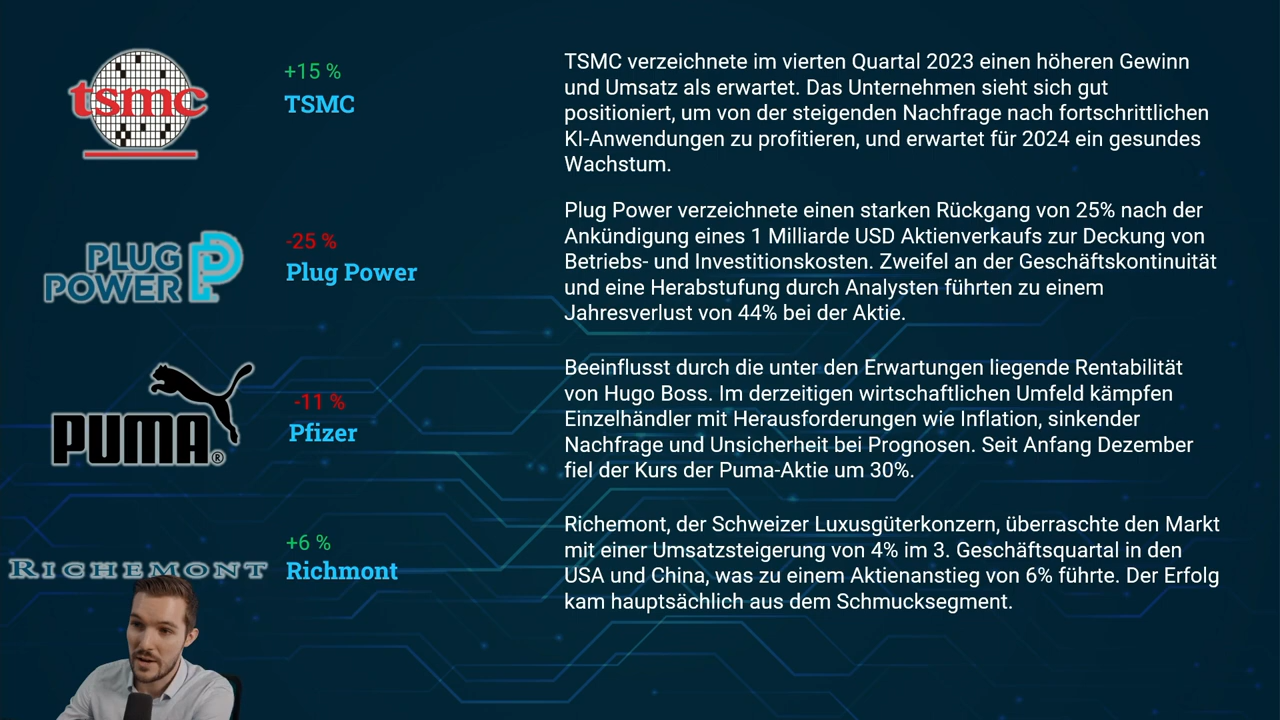 tsmc
+15 %
TSMC
TSMC verzeichnete im vierten Quartal 2023 einen höheren Gewinn
und Umsatz als erwartet. Das Unternehmen sieht sich gut
positioniert, um von der steigenden Nachfrage nach fortschrittlichen
KI-Anwendungen zu profitieren, und erwartet für 2024 ein gesundes
Wachstum.
PLUG
POWER
-25 %
Plug Power
Plug Power verzeichnete einen starken Rückgang von 25% nach der
Ankündigung eines 1 Milliarde USD Aktienverkaufs zur Deckung von
Betriebs- und Investitionskosten. Zweifel an der Geschäftskontinuität
und eine Herabstufung durch Analysten führten zu einem
Jahresverlust von 44% bei der Aktie.
PUMA®
-11 %
Pfizer
Beeinflusst durch die unter den Erwartungen liegende Rentabilität
von Hugo Boss. Im derzeitigen wirtschaftlichen Umfeld kämpfen
Einzelhändler mit Herausforderungen wie Inflation, sinkender
Nachfrage und Unsicherheit bei Prognosen. Seit Anfang Dezember
fiel der Kurs der Puma-Aktie um 30%.
RICHEMONT
+6 %
Richmont
Richemont, der Schweizer Luxusgüterkonzern, überraschte den Markt
mit einer Umsatzsteigerung von 4% im 3. Geschäftsquartal in den
USA und China, was zu einem Aktienanstieg von 6% führte. Der Erfolg
kam hauptsächlich aus dem Schmucksegment.